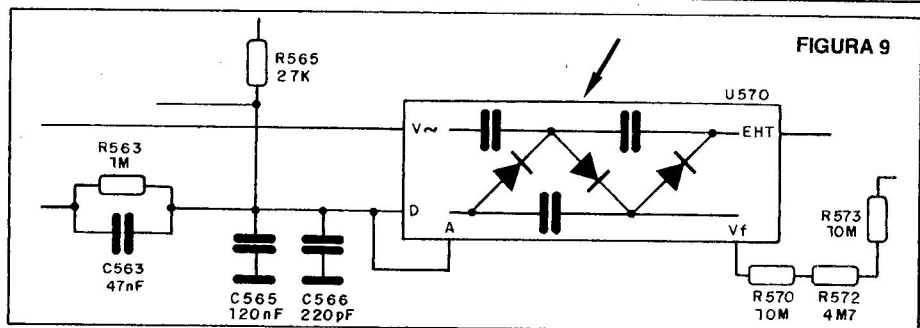 FIGURA 9
R565
27K
U570
V~
EHT
R563
1M
D
A
Vf
C563
47nF
C565
120nF
C566
220pF
R573
10M
R570
10M
R572
4M7